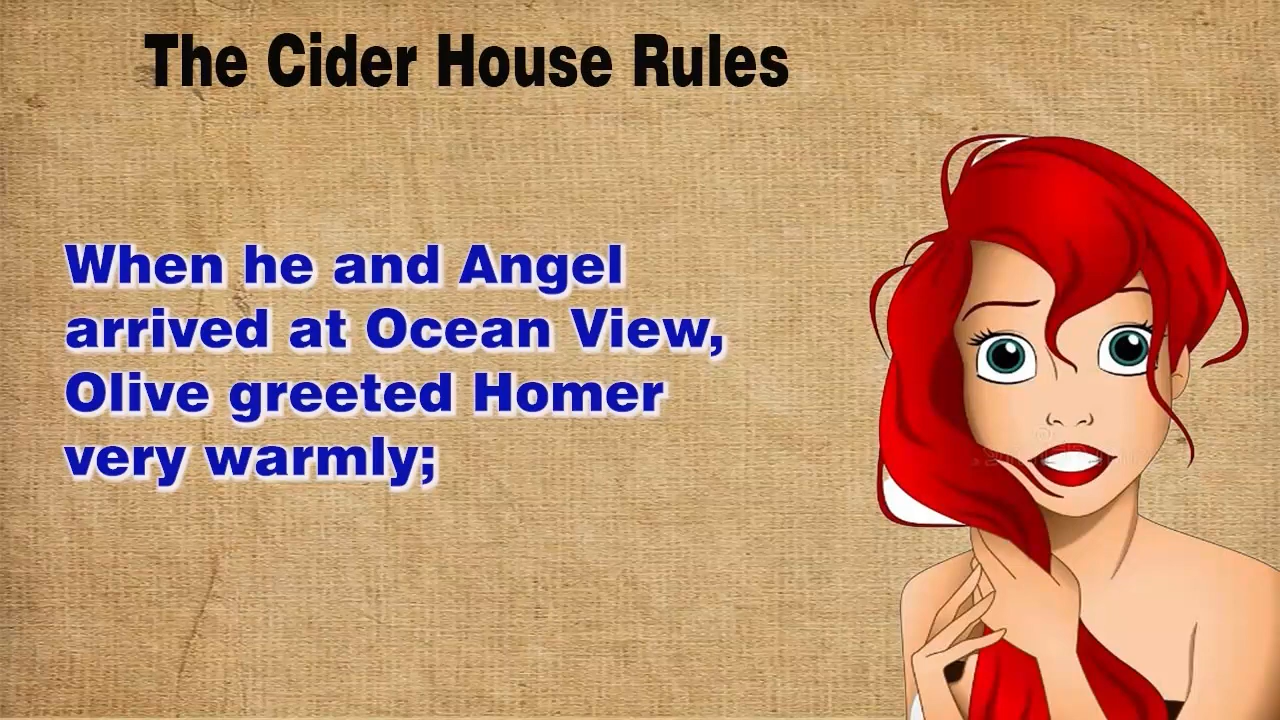 The Cider House Rules
When he and Angel
arrived at Ocean View,
Olive greeted Homer
very warmly;